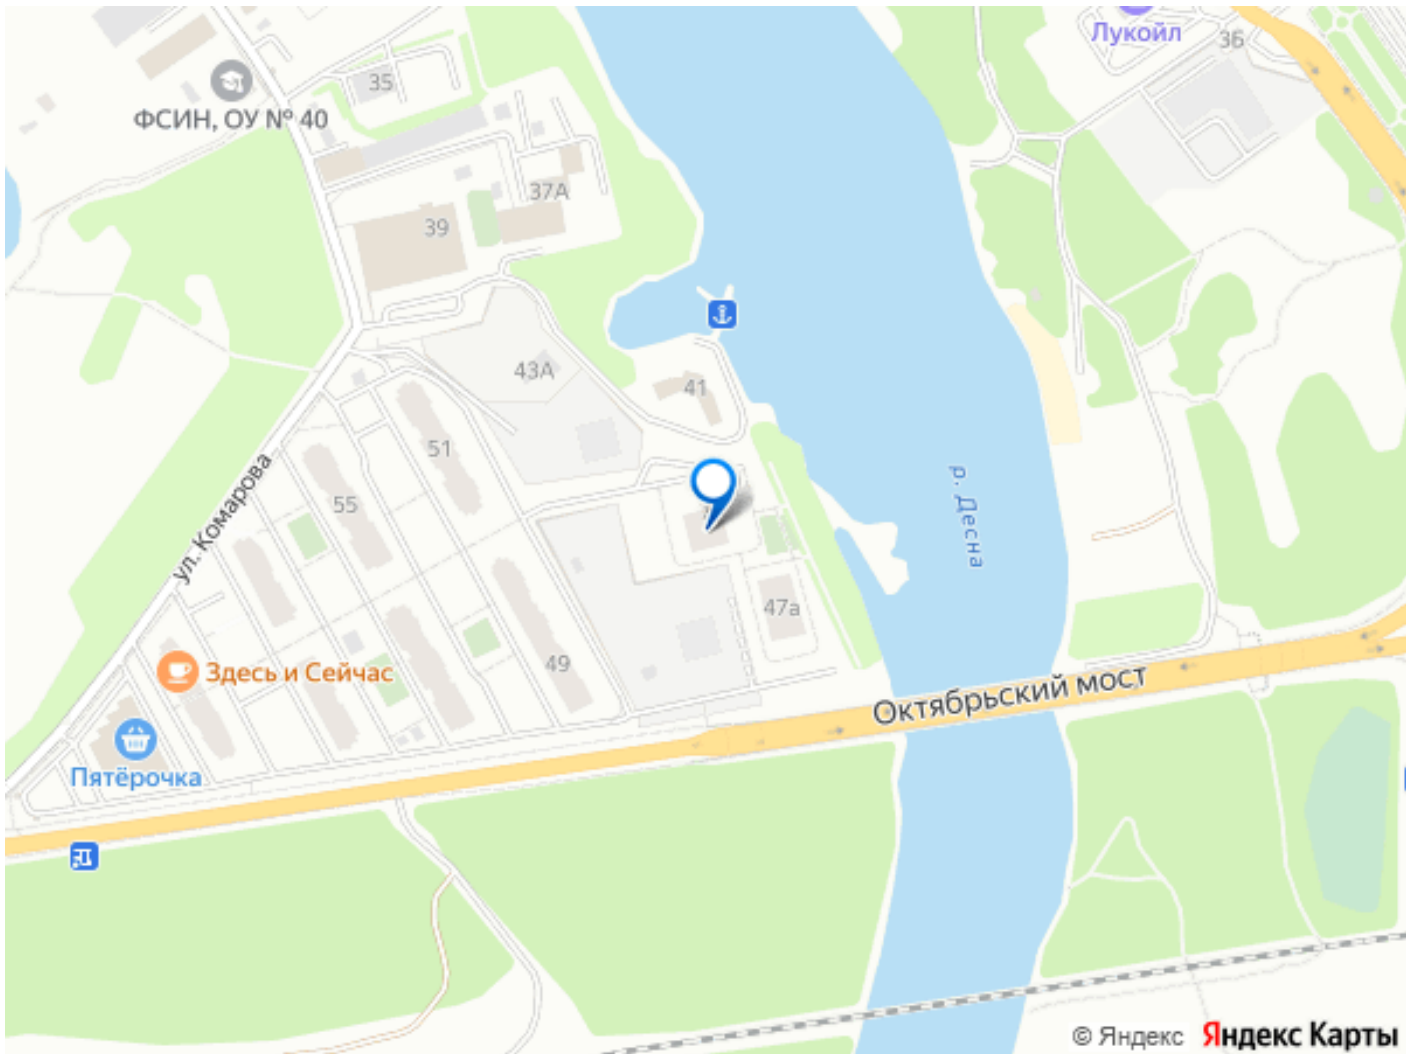 Лукойл
36
35
ФСИН, ОУ № 40
37А
39
43А
41
51
ул. Комарова
55
р. Десна
47а
49
Здесь и Сейчас
Октябрьский мост
Пятёрочка
© Яндекс Яндекс Карты